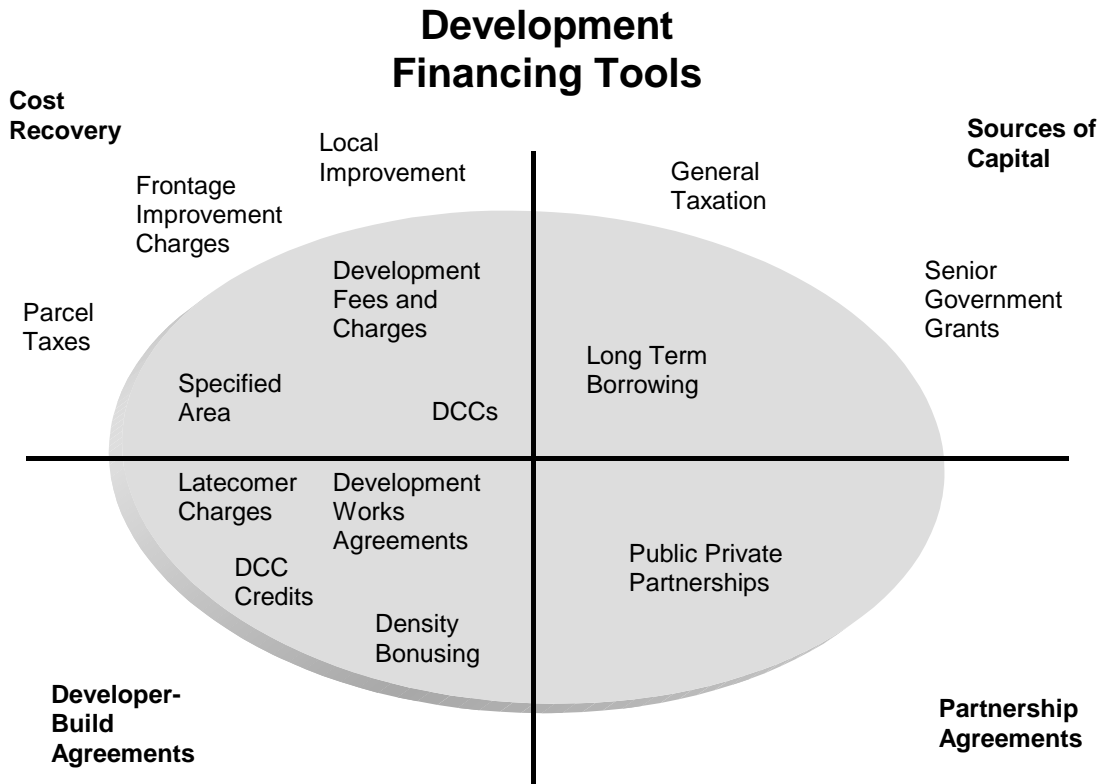 Development
Financing Tools
Cost
Recovery
Sources of
Capital
Local
Improvement
General
Taxation
Frontage
Improvement
Charges
Development
Fees and
Charges
Senior
Government
Grants
Parcel
Taxes
Long Term
Borrowing
Specified
Area
DCCs
Latecomer
Charges
Development
Works
Agreements
Public Private
Partnerships
DCC
Credits
Density
Bonusing
Developer-
Build
Agreements
Partnership
Agreements